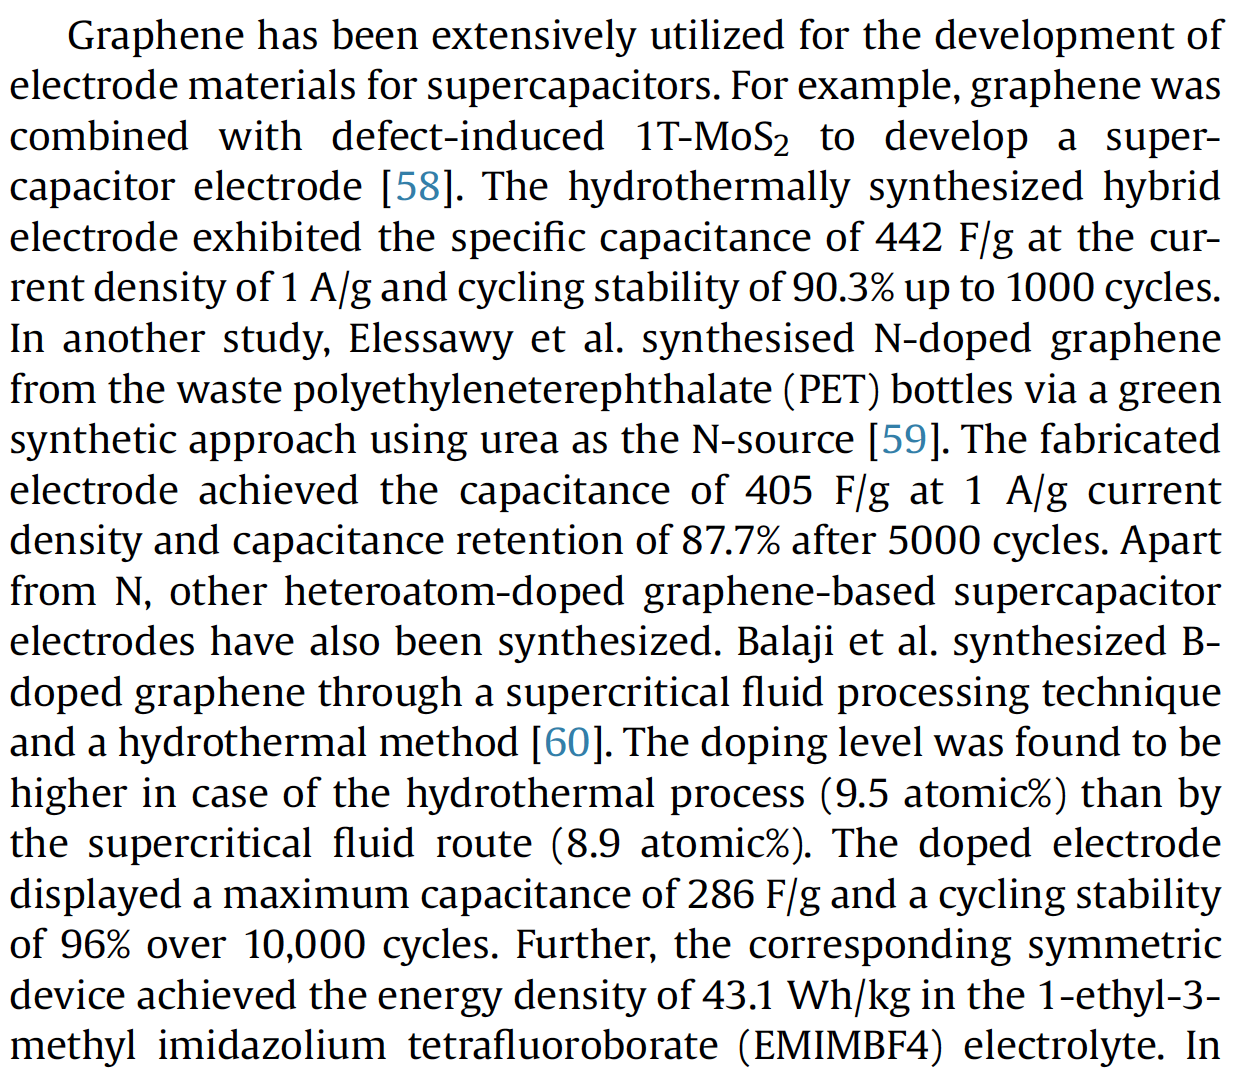 Graphene has been extensively utilized for the development of
electrode materials for supercapacitors. For example, graphene was
combined with defect-induced 1T-MoS₂ to develop a super-
capacitor electrode [58]. The hydrothermally synthesized hybrid
electrode exhibited the specific capacitance of 442 F/g at the cur-
rent density of 1 A/g and cycling stability of 90.3% up to 1000 cycles.
In another study, Elessawy et al. synthesised N-doped graphene
from the waste polyethyleneterephthalate (PET) bottles via a green
synthetic approach using urea as the N-source [59]. The fabricated
electrode achieved the capacitance of 405 F/g at 1 A/g current
density and capacitance retention of 87.7% after 5000 cycles. Apart
from N, other heteroatom-doped graphene-based supercapacitor
electrodes have also been synthesized. Balaji et al. synthesized B-
doped graphene through a supercritical fluid processing technique
and a hydrothermal method [60]. The doping level was found to be
higher in case of the hydrothermal process (9.5 atomic%) than by
the supercritical fluid route (8.9 atomic%). The doped electrode
displayed a maximum capacitance of 286 F/g and a cycling stability
of 96% over 10,000 cycles. Further, the corresponding symmetric
device achieved the energy density of 43.1 Wh/kg in the 1-ethyl-3-
methyl imidazolium tetrafluoroborate (EMIMBF4) electrolyte. In